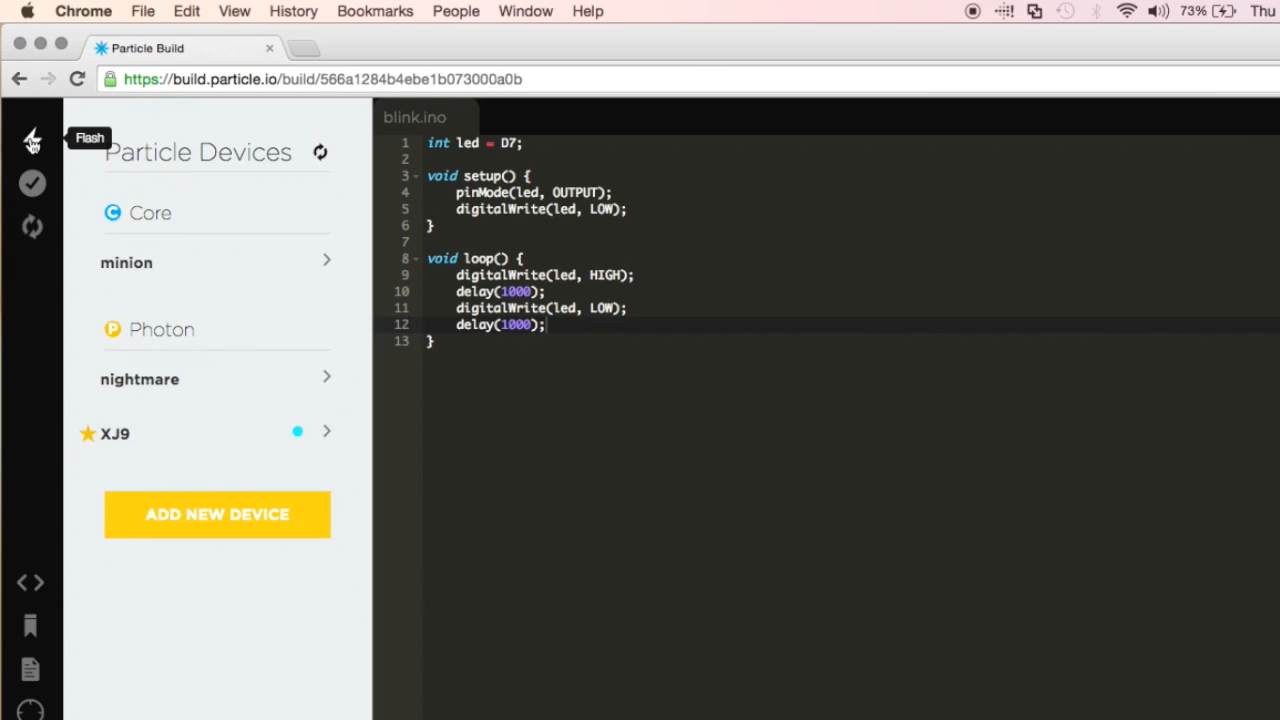 Chrome File Edit View History Bookmarks People Window Help 73% Thu
Particle Build
https://build.particle.io/build/566a1284b4ebe1b073000a0b
Flash
Particle Devices
C Core
minion
P Photon
nightmare
XJ9
ADD NEW DEVICE
blink.ino
1 int led = D7;
2
3 void setup() {
4 pinMode(led, OUTPUT);
5 digitalWrite(led, LOW);
6 }
7
8 void loop() {
9 digitalWrite(led, HIGH);
10 delay(1000);
11 digitalWrite(led, LOW);
12 delay(1000);
13 }